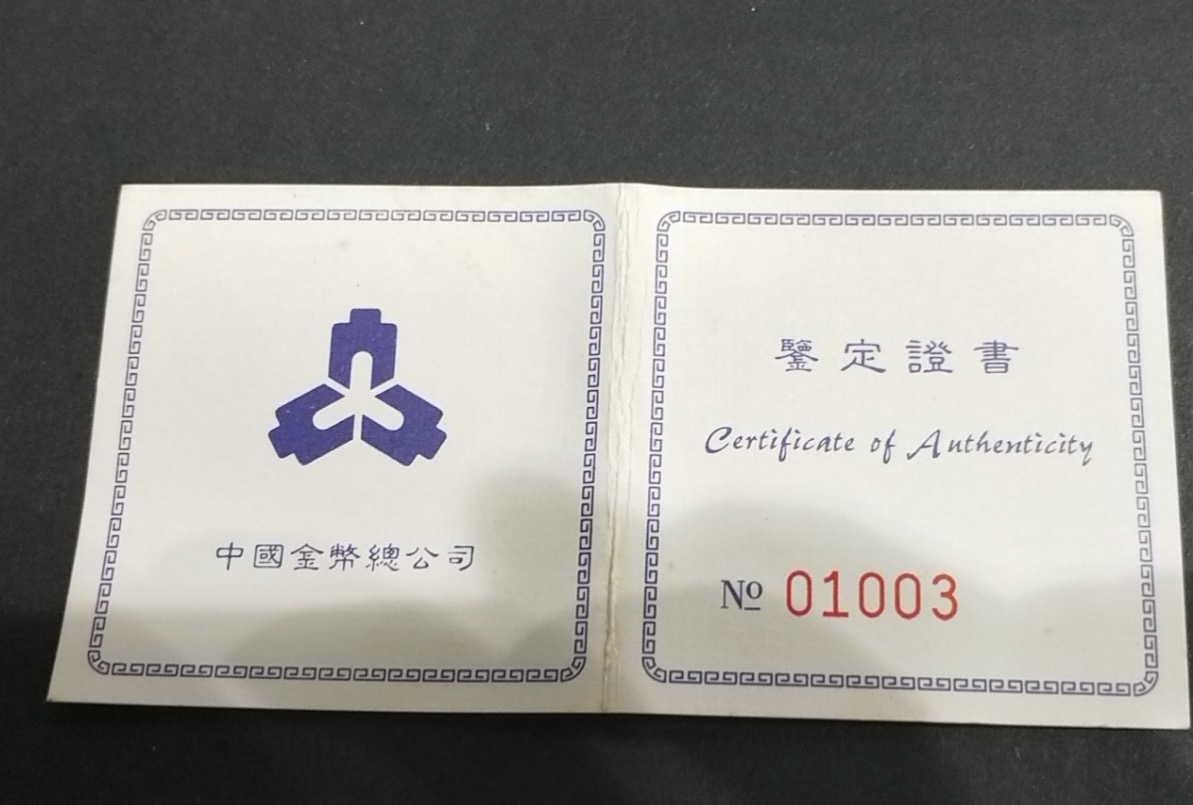 中國金幣總公司
鑒定證書
Certificate of Authenticity
Nº 01003